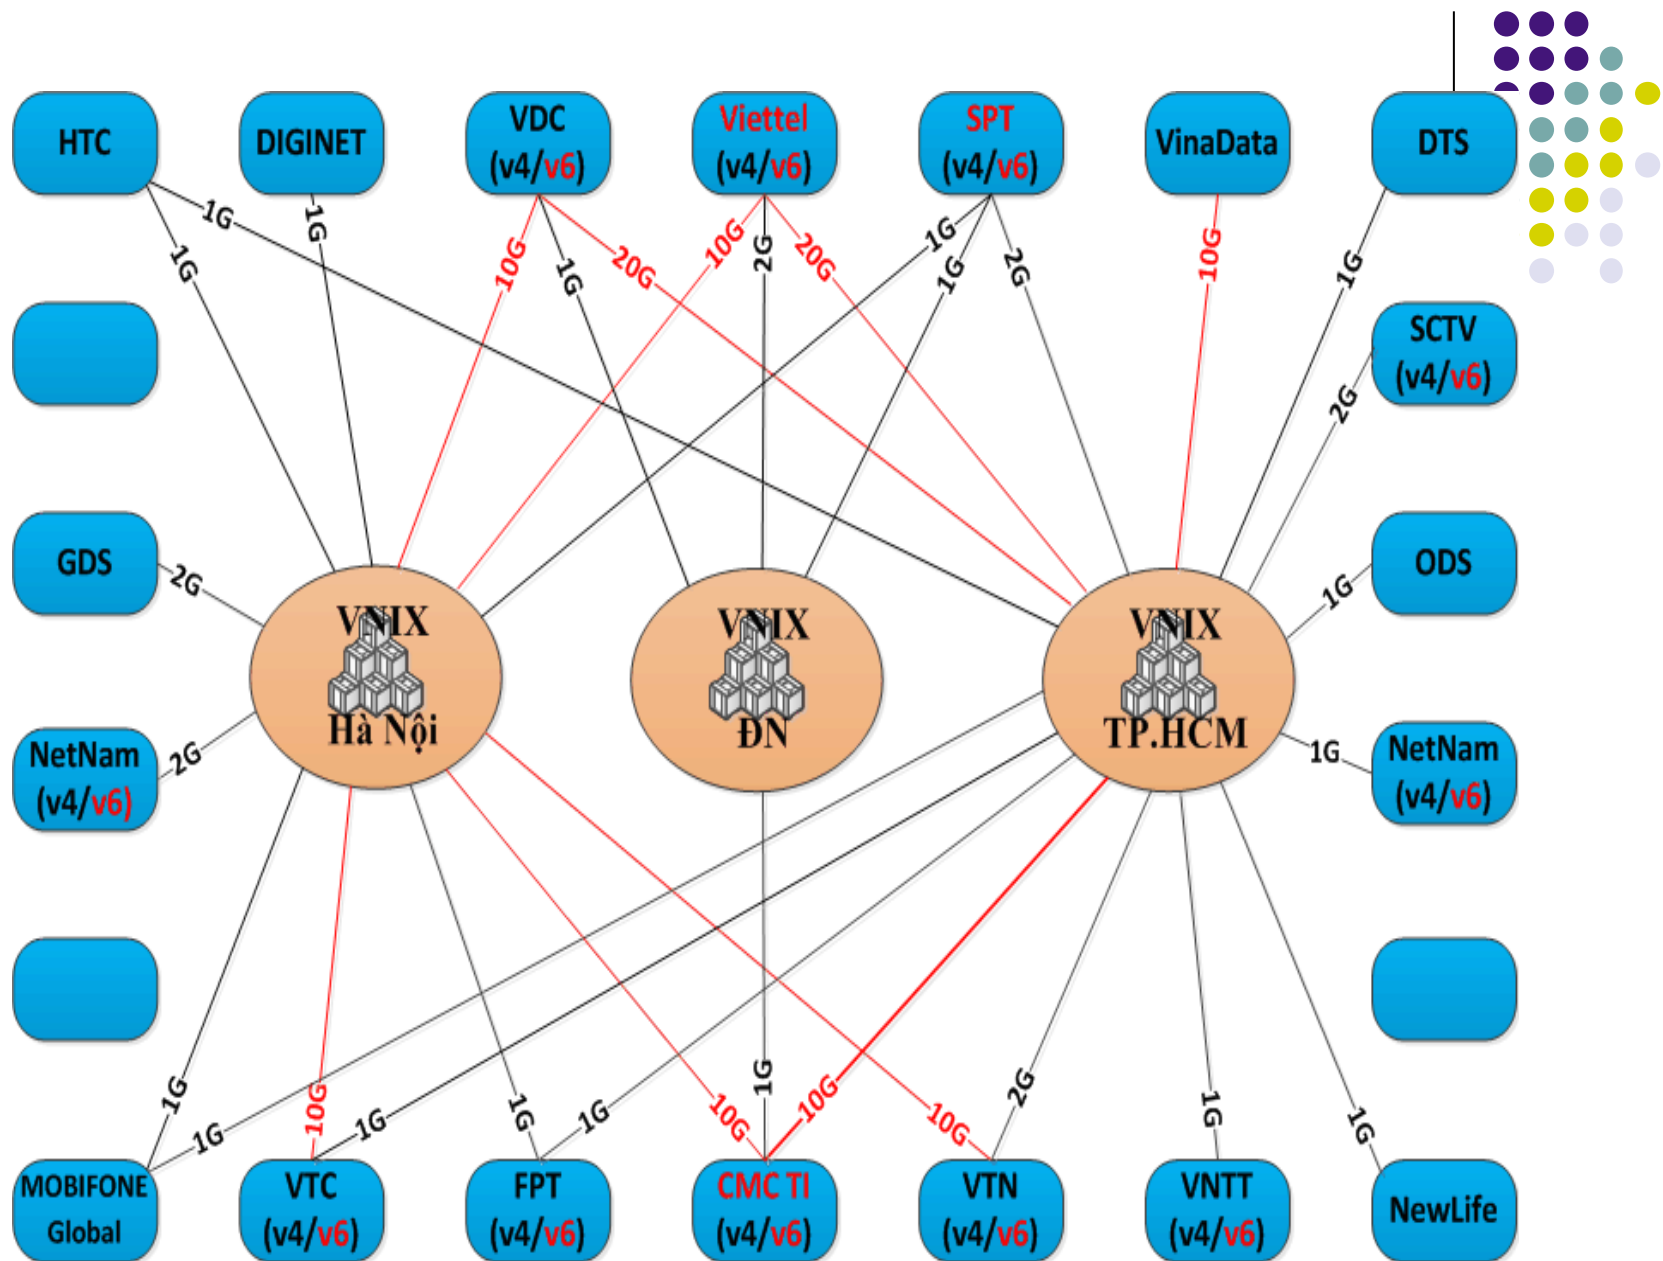 HTC
DIGINET
VDC
(v4/v6)
Viettel
(v4/v6)
SPT
(v4/v6)
VinaData
DTS
1G
1G
1G
10G
1G
20G
10G
2G
20G
1G
1G
2G
10G
1G
SCTV
(v4/v6)
2G
GDS
2G
ODS
1G
VNIX
Hà Nội
VNIX
ĐN
VNIX
TP.HCM
NetNam
(v4/v6)
2G
1G
NetNam
(v4/v6)
1G
1G
10G
1G
1G
1G
10G
1G
10G
10G
2G
1G
1G
MOBIFONE
Global
VTC
(v4/v6)
FPT
(v4/v6)
CMC TI
(v4/v6)
VTN
(v4/v6)
VNTT
(v4/v6)
NewLife